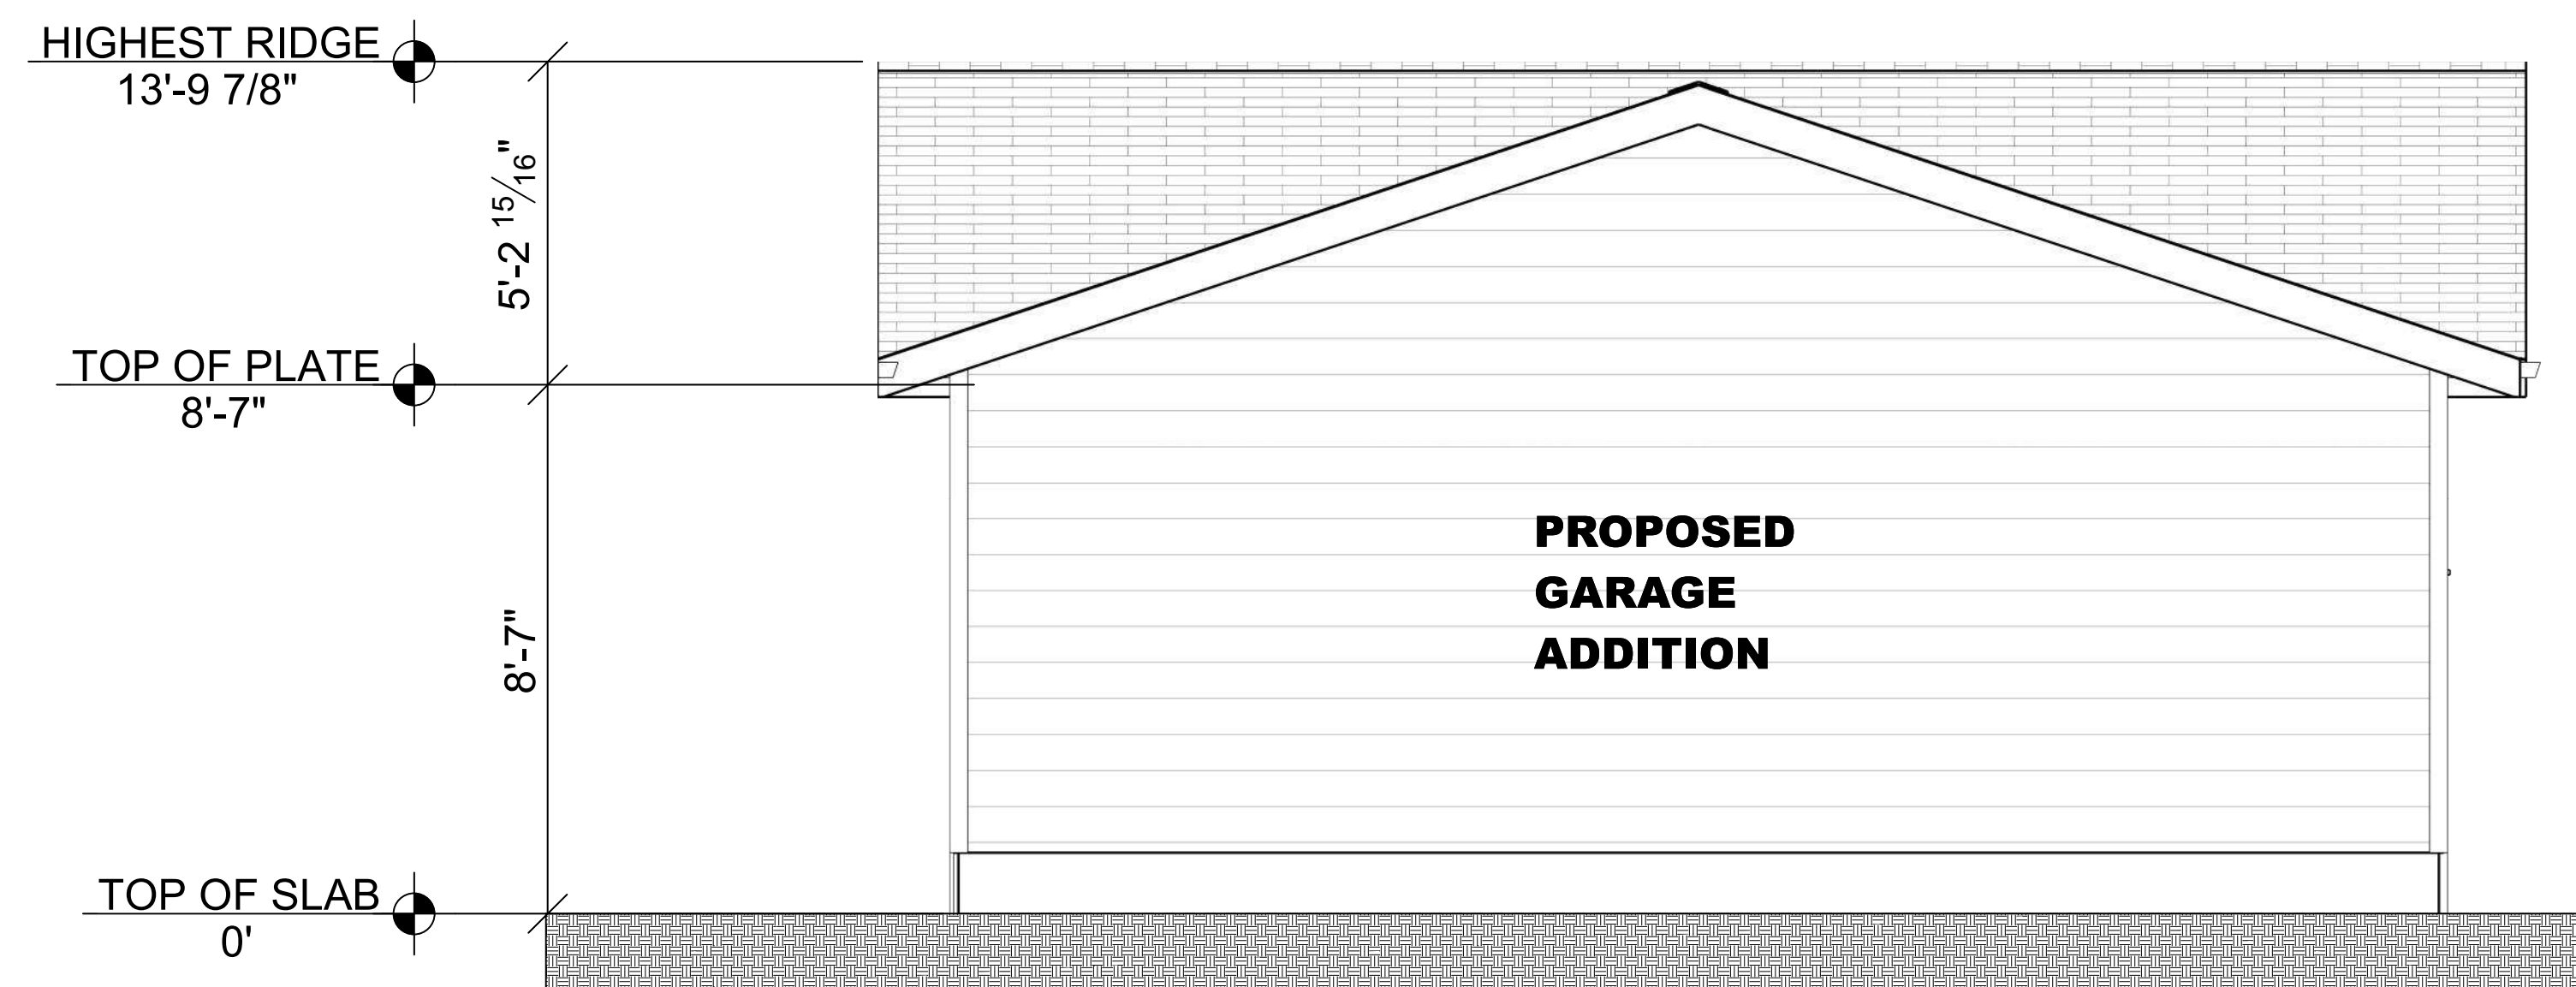 HIGHEST RIDGE
13'-9 7/8"
5'-2 15⁄16"
TOP OF PLATE
8'-7"
8'-7"
PROPOSED
GARAGE
ADDITION
TOP OF SLAB
0'